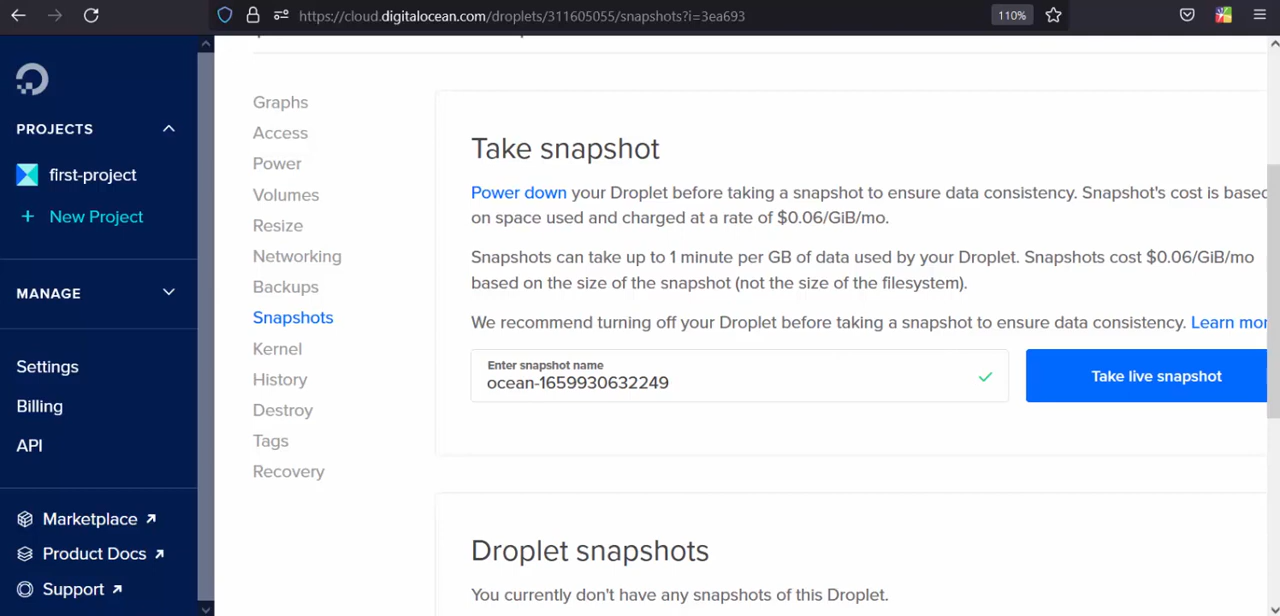 https://cloud.digitalocean.com/droplets/311605055/snapshots?i=3ea693
110%
PROJECTS
first-project
+ New Project
MANAGE
Settings
Billing
API
Marketplace
Product Docs
Support
Graphs
Access
Power
Volumes
Resize
Networking
Backups
Snapshots
Kernel
History
Destroy
Tags
Recovery
Take snapshot
Power down your Droplet before taking a snapshot to ensure data consistency. Snapshot's cost is based
on space used and charged at a rate of $0.06/GiB/mo.
Snapshots can take up to 1 minute per GB of data used by your Droplet. Snapshots cost $0.06/GiB/mo
based on the size of the snapshot (not the size of the filesystem).
We recommend turning off your Droplet before taking a snapshot to ensure data consistency. Learn mor
Enter snapshot name
ocean-1659930632249
Take live snapshot
Droplet snapshots
You currently don't have any snapshots of this Droplet.